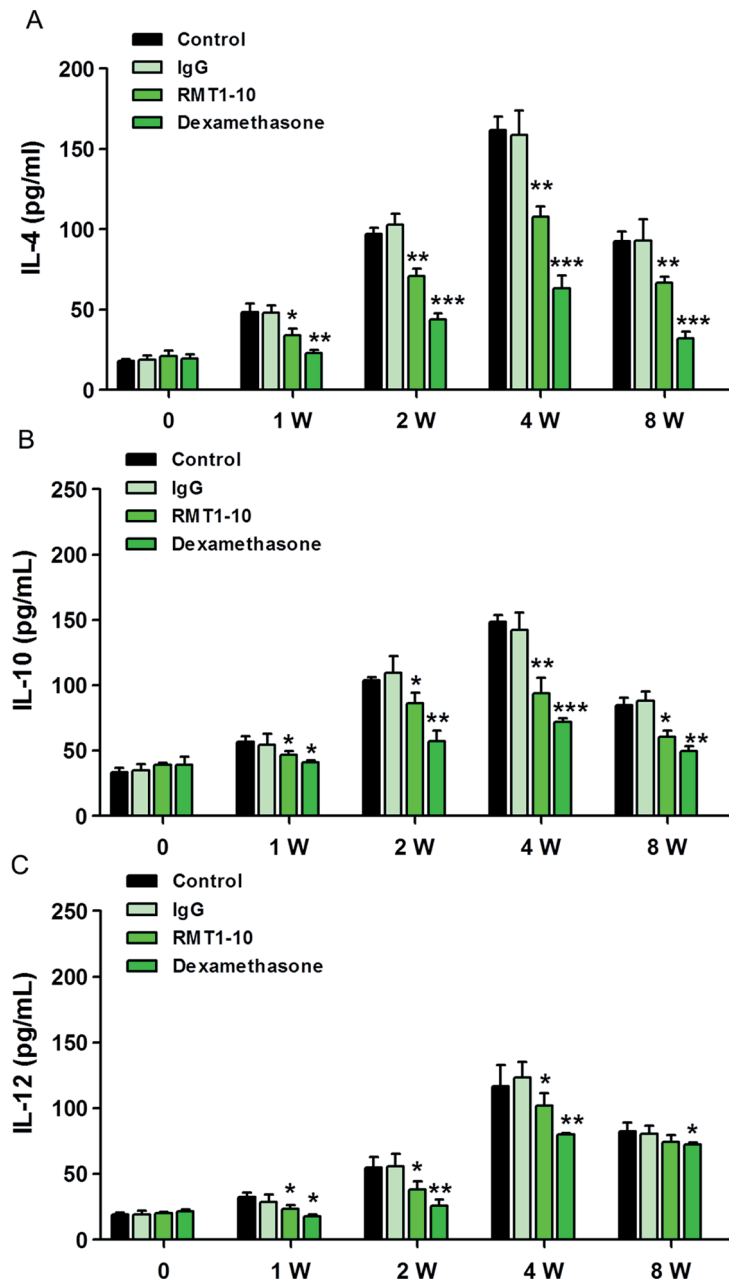 A
Control
IgG
RMT1-10
Dexamethasone
IL-4 (pg/ml)
200
150
100
50
0
* ** ** *** ** *** ** ***
0 1 W 2 W 4 W 8 W
B
Control
IgG
RMT1-10
Dexamethasone
IL-10 (pg/mL)
250
200
150
100
50
0
* * * ** ** *** * **
0 1 W 2 W 4 W 8 W
C
Control
IgG
RMT1-10
Dexamethasone
IL-12 (pg/mL)
250
200
150
100
50
0
* * * ** * ** *
0 1 W 2 W 4 W 8 W